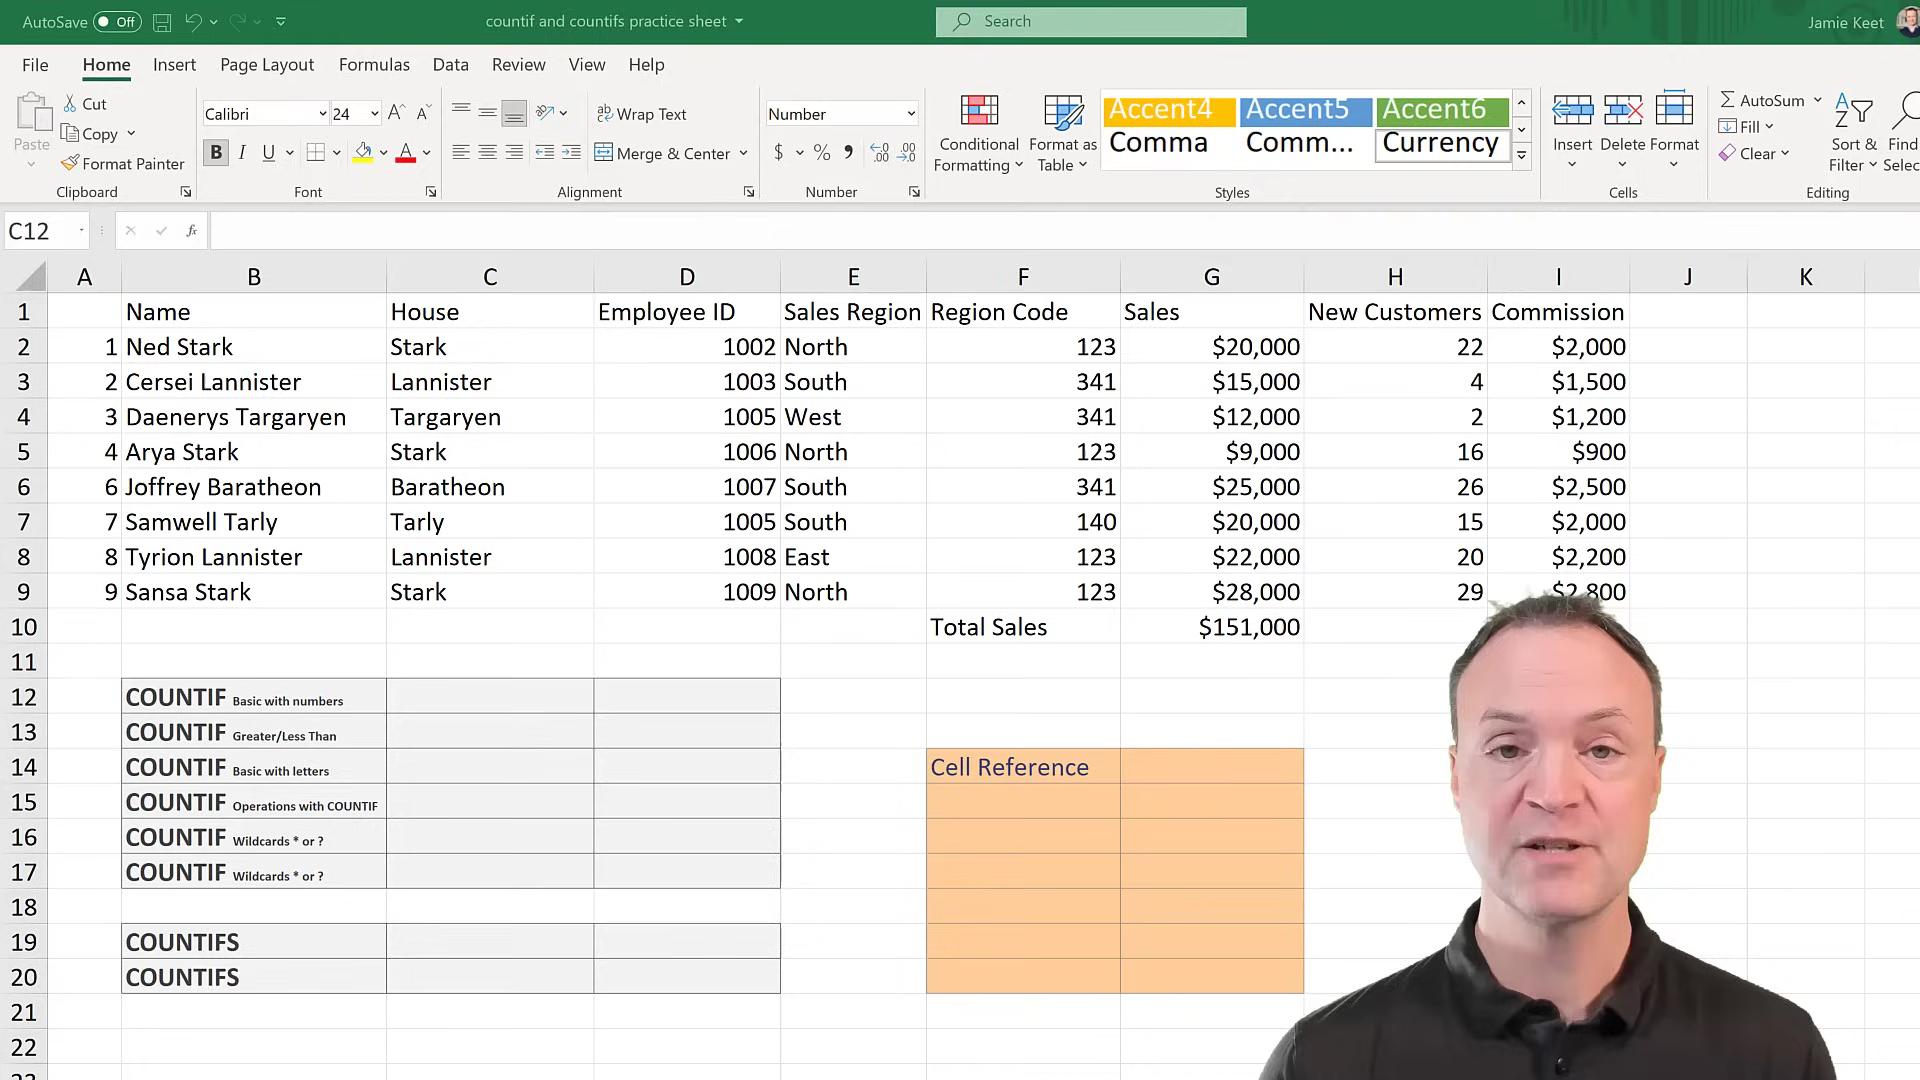 AutoSave Off countif and countifs practice sheet Search Jamie Keet
File Home Insert Page Layout Formulas Data Review View Help
Paste Cut Copy Format Painter Clipboard
Calibri 24 A A B I U A Font
ab Wrap Text Merge & Center Alignment
Number $ % , Number
Conditional Formatting Format as Table
Accent4 Accent5 Accent6
Comma Comm... Currency
Styles
Insert Delete Format Cells
AutoSum Fill Clear Sort & Filter Find Selec
Editing
C12 fx
A B C D E F G H I J K
1 Name House Employee ID Sales Region Region Code Sales New Customers Commission
2 1 Ned Stark Stark 1002 North 123 $20,000 22 $2,000
3 2 Cersei Lannister Lannister 1003 South 341 $15,000 4 $1,500
4 3 Daenerys Targaryen Targaryen 1005 West 341 $12,000 2 $1,200
5 4 Arya Stark Stark 1006 North 123 $9,000 16 $900
6 6 Joffrey Baratheon Baratheon 1007 South 341 $25,000 26 $2,500
7 7 Samwell Tarly Tarly 1005 South 140 $20,000 15 $2,000
8 8 Tyrion Lannister Lannister 1008 East 123 $22,000 20 $2,200
9 9 Sansa Stark Stark 1009 North 123 $28,000 29 $2,800
10 Total Sales $151,000
11
12 COUNTIF Basic with numbers
13 COUNTIF Greater/Less Than
14 COUNTIF Basic with letters Cell Reference
15 COUNTIF Operations with COUNTIF
16 COUNTIF Wildcards * or ?
17 COUNTIF Wildcards * or ?
18
19 COUNTIFS
20 COUNTIFS
21
22